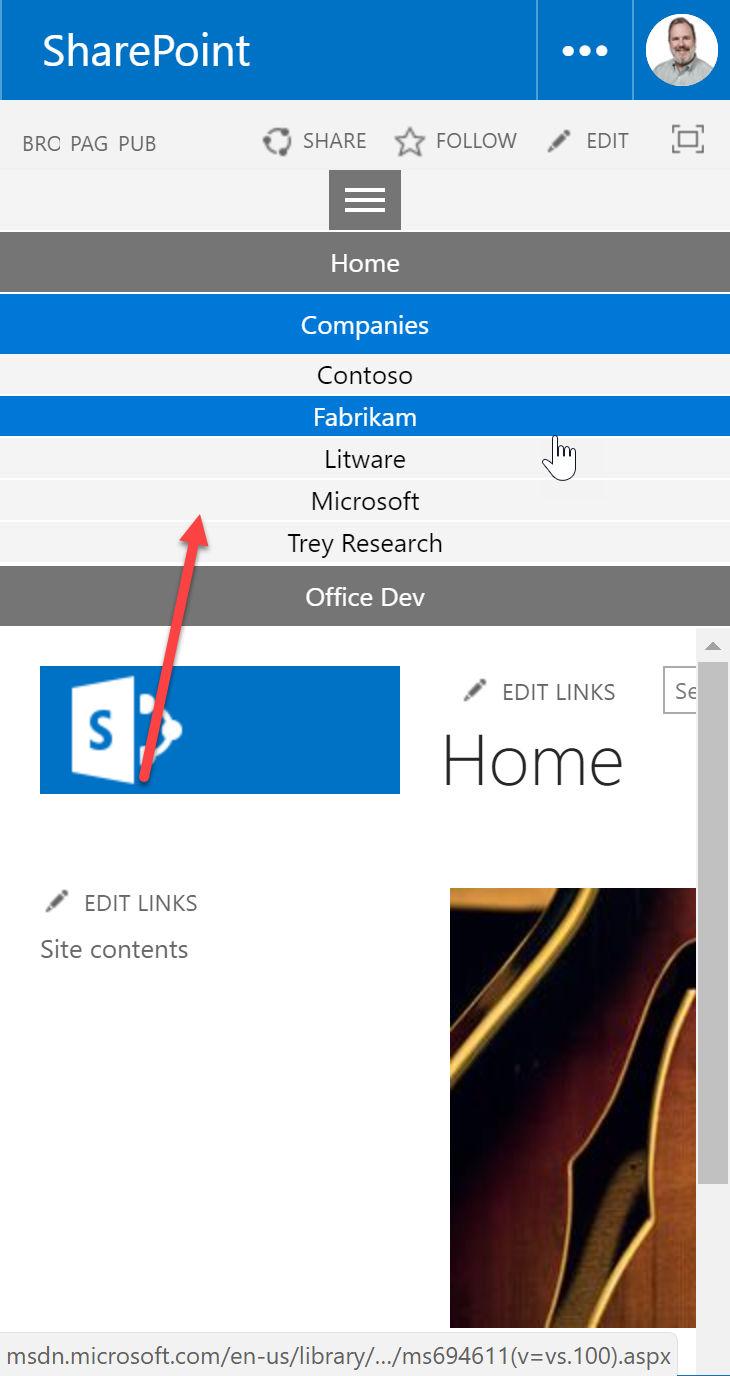 SharePoint
BRO PAG PUB SHARE FOLLOW EDIT
Home
Companies
Contoso
Fabrikam
Litware
Microsoft
Trey Research
Office Dev
S
EDIT LINKS Se
Home
EDIT LINKS
Site contents
msdn.microsoft.com/en-us/library/.../ms694611(v=vs.100).aspx